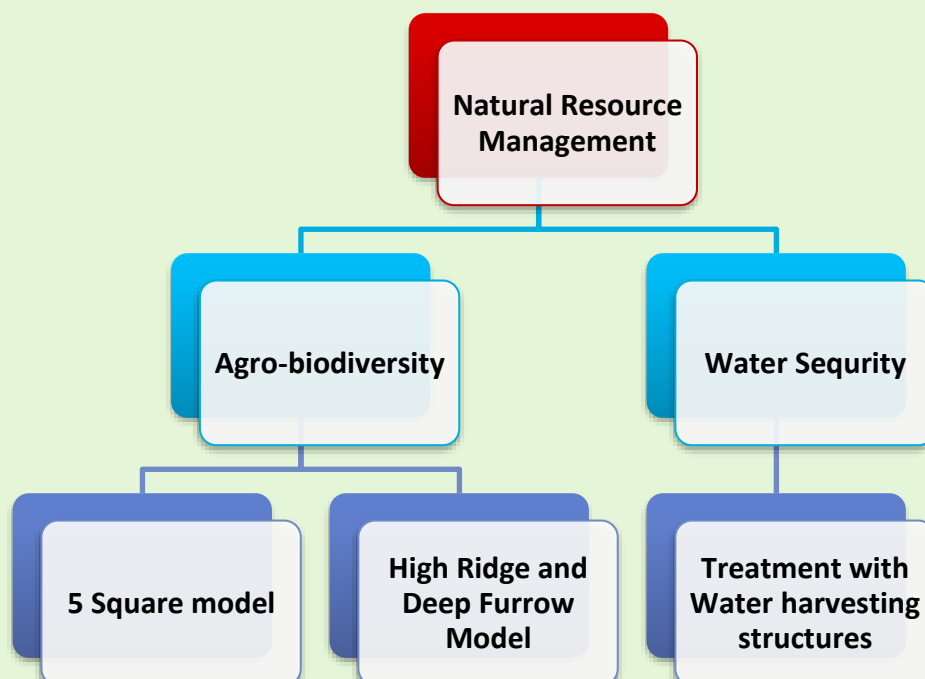 Natural Resource
Management
Agro-biodiversity
Water Sequrity
5 Square model
High Ridge and
Deep Furrow
Model
Treatment with
Water harvesting
structures